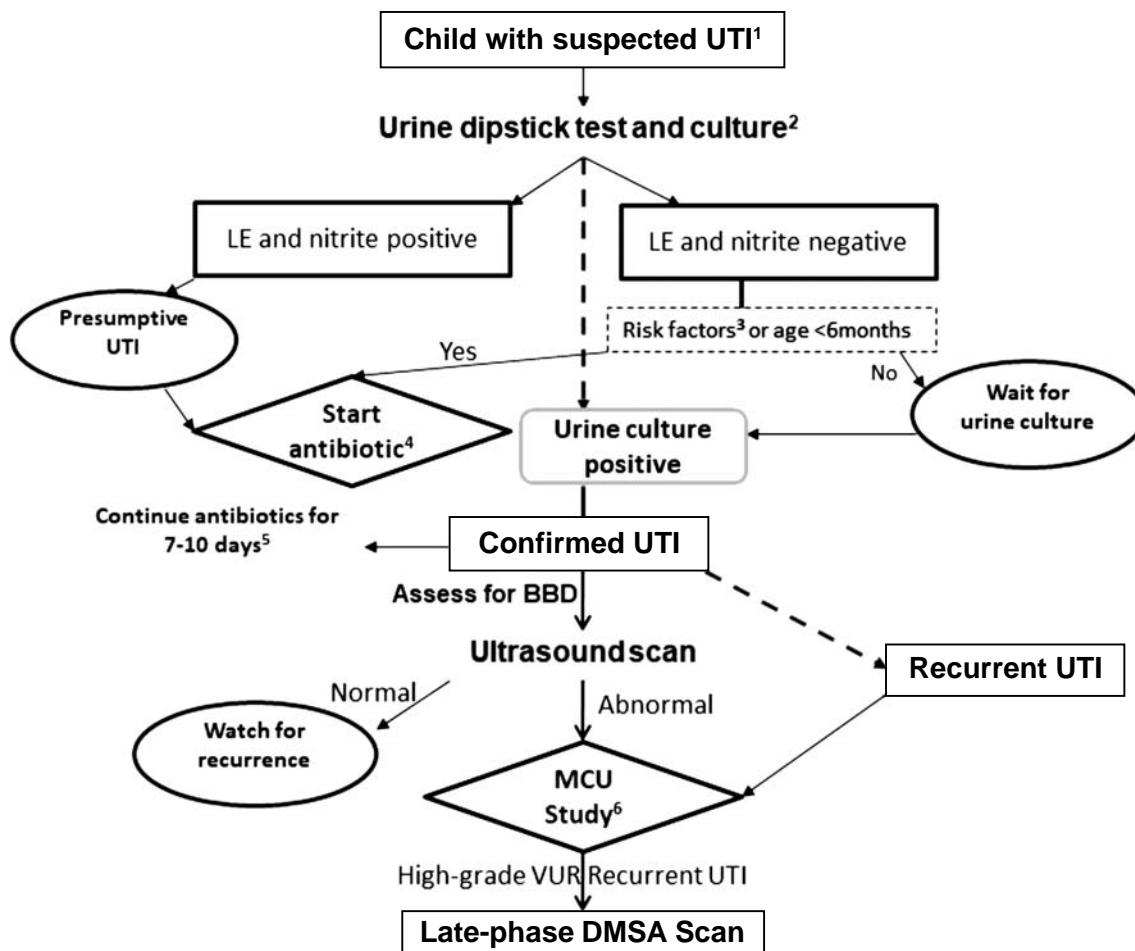 Child with suspected UTI¹
Urine dipstick test and culture²
LE and nitrite positive
LE and nitrite negative
Presumptive
UTI
Risk factors³ or age <6months
Yes
No
Start
antibiotic⁴
Urine culture
positive
Wait for
urine culture
Continue antibiotics for
7-10 days⁵
Confirmed UTI
Assess for BBD
Ultrasound scan
Recurrent UTI
Normal
Abnormal
Watch for
recurrence
MCU
Study⁶
High-grade VUR Recurrent UTI
Late-phase DMSA Scan